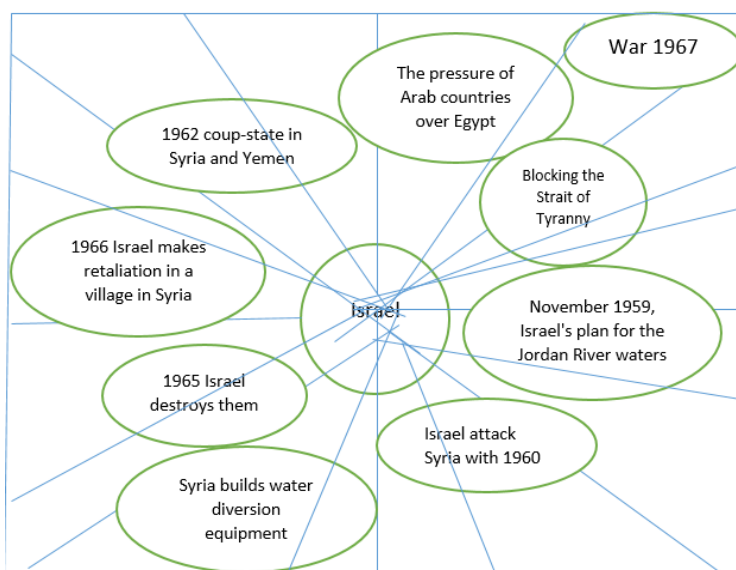 War 1967
The pressure of
Arab countries
over Egypt
1962 coup-state in
Syria and Yemen
Blocking the
Strait of
Tyranny
1966 Israel makes
retaliation in a
village in Syria
Israel
November 1959,
Israel's plan for the
Jordan River waters
1965 Israel
destroys them
Israel attack
Syria with 1960
Syria builds water
diversion
equipment